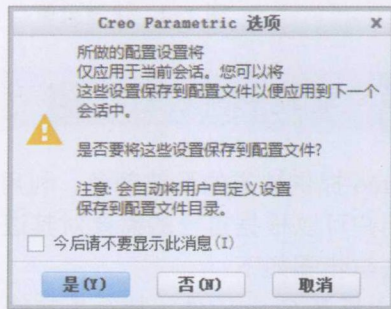 Creo Parametric 选项
所做的配置设置将
仅应用于当前会话。您可以将
这些设置保存到配置文件以便应用到下一个
会话中。
是否要将这些设置保存到配置文件?
注意: 会自动将用户自定义设置
保存到配置文件目录。
今后请不要显示此消息(I)
是(Y) 否(N) 取消